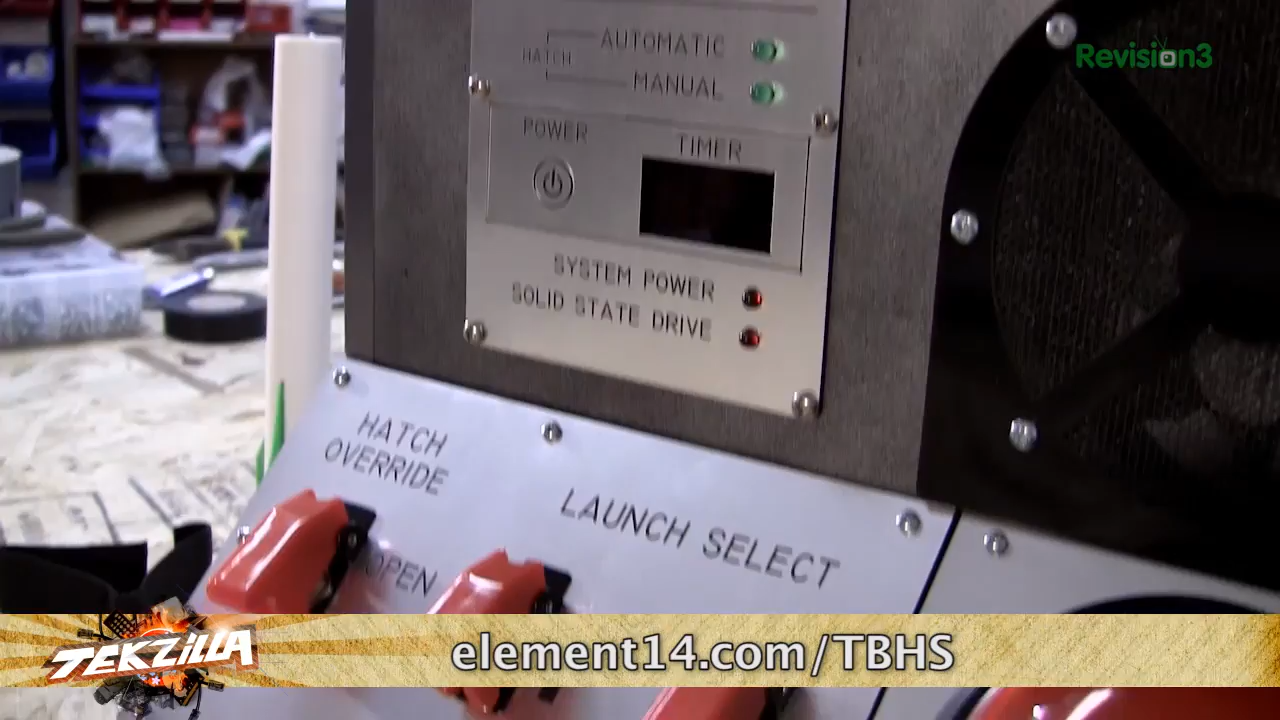 Revision3
AUTOMATIC
HATCH
MANUAL
POWER
TIMER
SYSTEM POWER
SOLID STATE DRIVE
HATCH
OVERRIDE
LAUNCH SELECT
OPEN
TEKZILLA
element14.com/TBHS